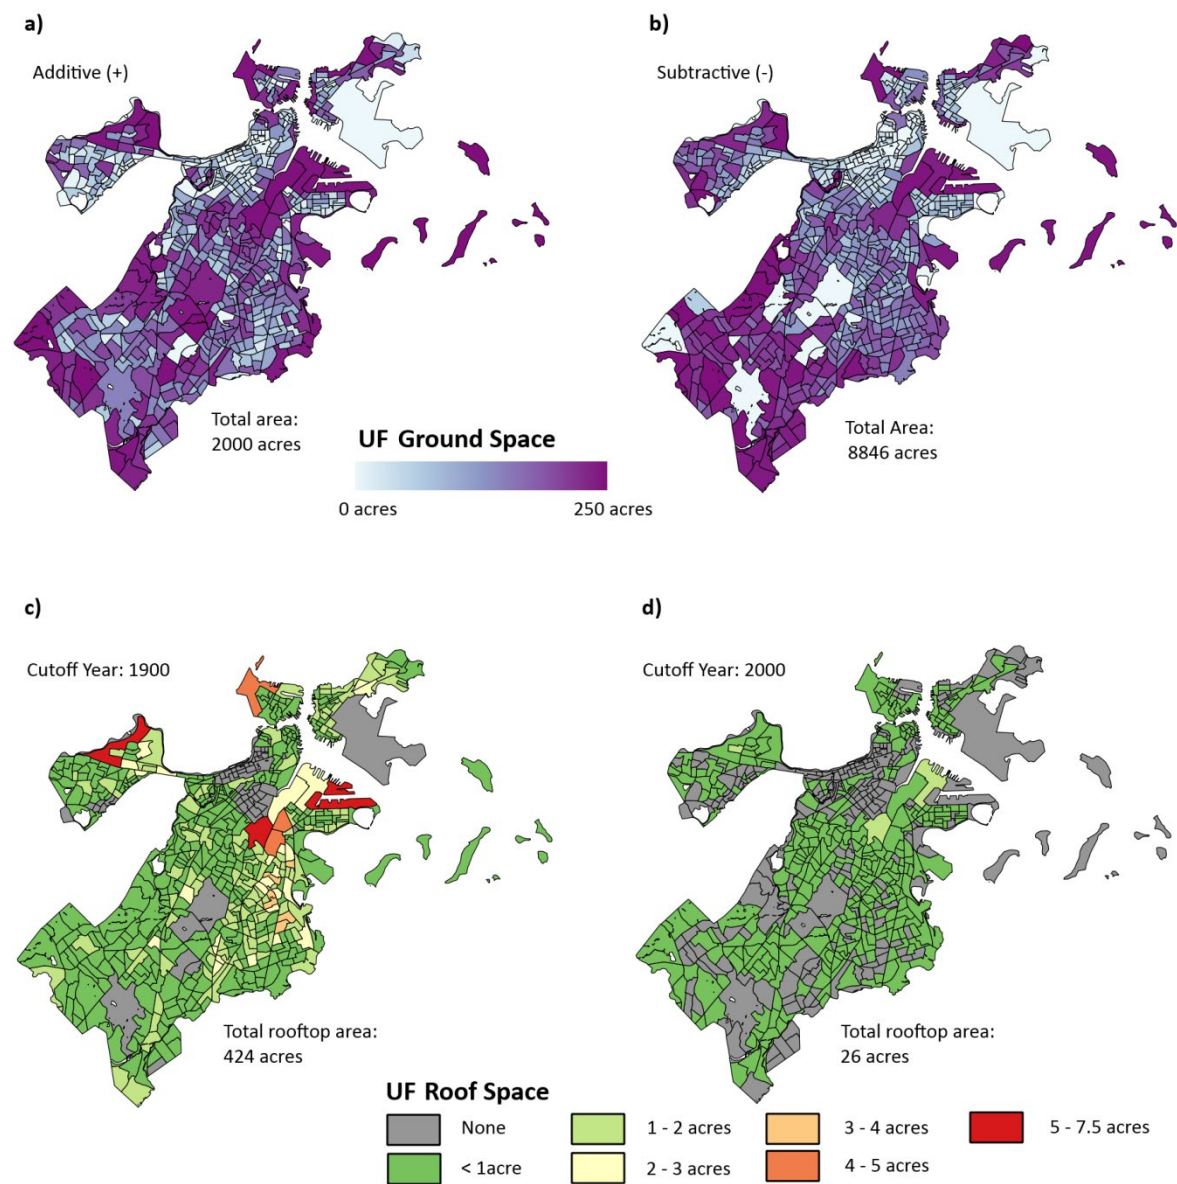 a)
b)
Additive (+)
Subtractive (-)
Total area:
2000 acres
Total Area:
8846 acres
UF Ground Space
0 acres
250 acres
c)
d)
Cutoff Year: 1900
Cutoff Year: 2000
Total rooftop area:
424 acres
Total rooftop area:
26 acres
UF Roof Space
None
1 - 2 acres
3 - 4 acres
5 - 7.5 acres
< 1acre
2 - 3 acres
4 - 5 acres